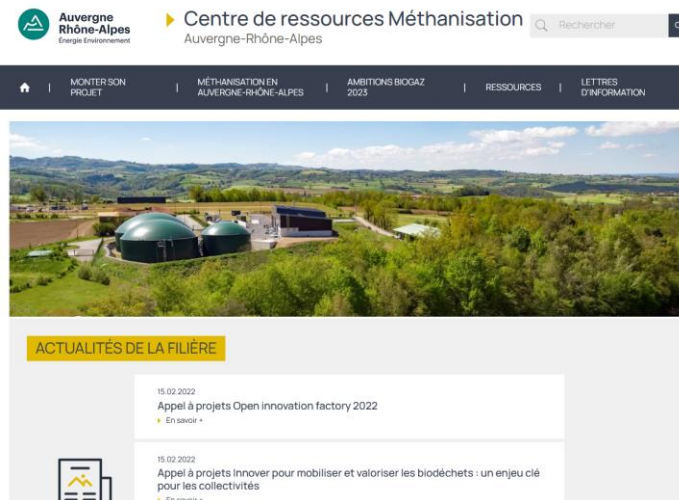 Auvergne
Rhône-Alpes
Énergie Environnement
Centre de ressources Méthanisation
Auvergne-Rhône-Alpes
Rechercher
MONTER SON
PROJET
MÉTHANISATION EN
AUVERGNE-RHÔNE-ALPES
AMBITIONS BIOGAZ
2023
RESSOURCES
LETTRES
D'INFORMATION
ACTUALITÉS DE LA FILIÈRE
15.02.2022
Appel à projets Open innovation factory 2022
En savoir +
15.02.2022
Appel à projets Innover pour mobiliser et valoriser les biodéchets : un enjeu clé
pour les collectivités
En savoir +